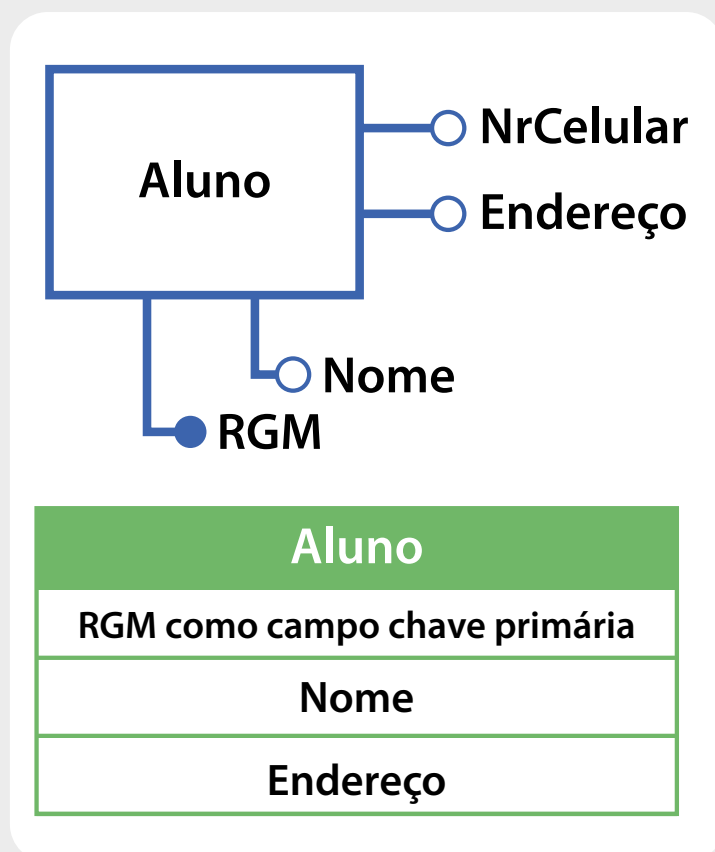 Aluno
NrCelular
Endereço
Nome
RGM
Aluno
RGM como campo chave primária
Nome
Endereço